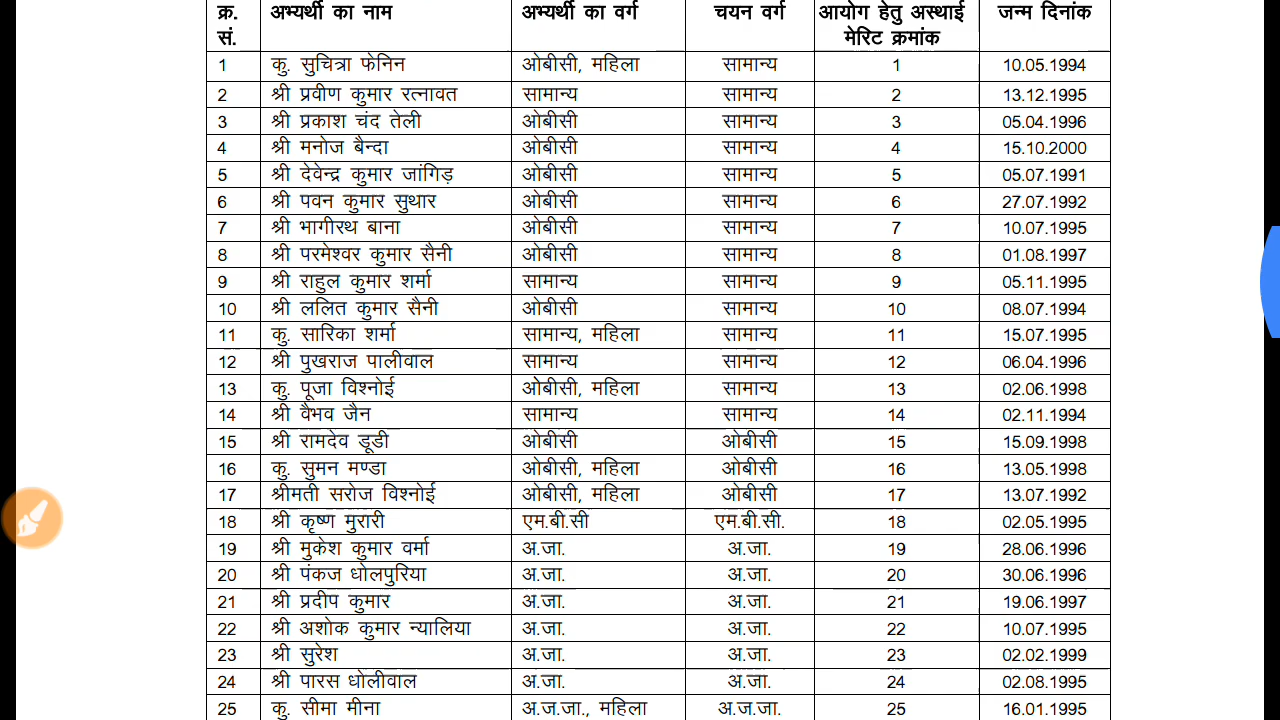 क्र. सं. अभ्यर्थी का नाम अभ्यर्थी का वर्ग चयन वर्ग आयोग हेतु अस्थाई मेरिट क्रमांक जन्म दिनांक
1 कु. सुचित्रा फेनिन ओबीसी, महिला सामान्य 1 10.05.1994
2 श्री प्रवीण कुमार रत्नावत सामान्य सामान्य 2 13.12.1995
3 श्री प्रकाश चंद तेली ओबीसी सामान्य 3 05.04.1996
4 श्री मनोज बैन्दा ओबीसी सामान्य 4 15.10.2000
5 श्री देवेन्द्र कुमार जांगिड़ ओबीसी सामान्य 5 05.07.1991
6 श्री पवन कुमार सुथार ओबीसी सामान्य 6 27.07.1992
7 श्री भागीरथ बाना ओबीसी सामान्य 7 10.07.1995
8 श्री परमेश्वर कुमार सैनी ओबीसी सामान्य 8 01.08.1997
9 श्री राहुल कुमार शर्मा सामान्य सामान्य 9 05.11.1995
10 श्री ललित कुमार सैनी ओबीसी सामान्य 10 08.07.1994
11 कु. सारिका शर्मा सामान्य, महिला सामान्य 11 15.07.1995
12 श्री पुखराज पालीवाल सामान्य सामान्य 12 06.04.1996
13 कु. पूजा विश्नोई ओबीसी, महिला सामान्य 13 02.06.1998
14 श्री वैभव जैन सामान्य सामान्य 14 02.11.1994
15 श्री रामदेव डूडी ओबीसी ओबीसी 15 15.09.1998
16 कु. सुमन मण्डा ओबीसी, महिला ओबीसी 16 13.05.1998
17 श्रीमती सरोज विश्नोई ओबीसी, महिला ओबीसी 17 13.07.1992
18 श्री कृष्ण मुरारी एम.बी.सी एम.बी.सी. 18 02.05.1995
19 श्री मुकेश कुमार वर्मा अ.जा. अ.जा. 19 28.06.1996
20 श्री पंकज धोलपुरिया अ.जा. अ.जा. 20 30.06.1996
21 श्री प्रदीप कुमार अ.जा. अ.जा. 21 19.06.1997
22 श्री अशोक कुमार न्यालिया अ.जा. अ.जा. 22 10.07.1995
23 श्री सुरेश अ.जा. अ.जा. 23 02.02.1999
24 श्री पारस धोलीवाल अ.जा. अ.जा. 24 02.08.1995
25 कु. सीमा मीना अ.ज.जा., महिला अ.ज.जा. 25 16.01.1995